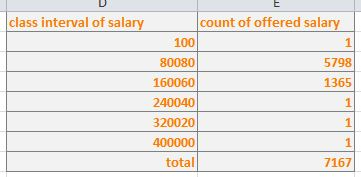 D E
class interval of salary count of offered salary
100 1
80080 5798
160060 1365
240040 1
320020 1
400000 1
total 7167